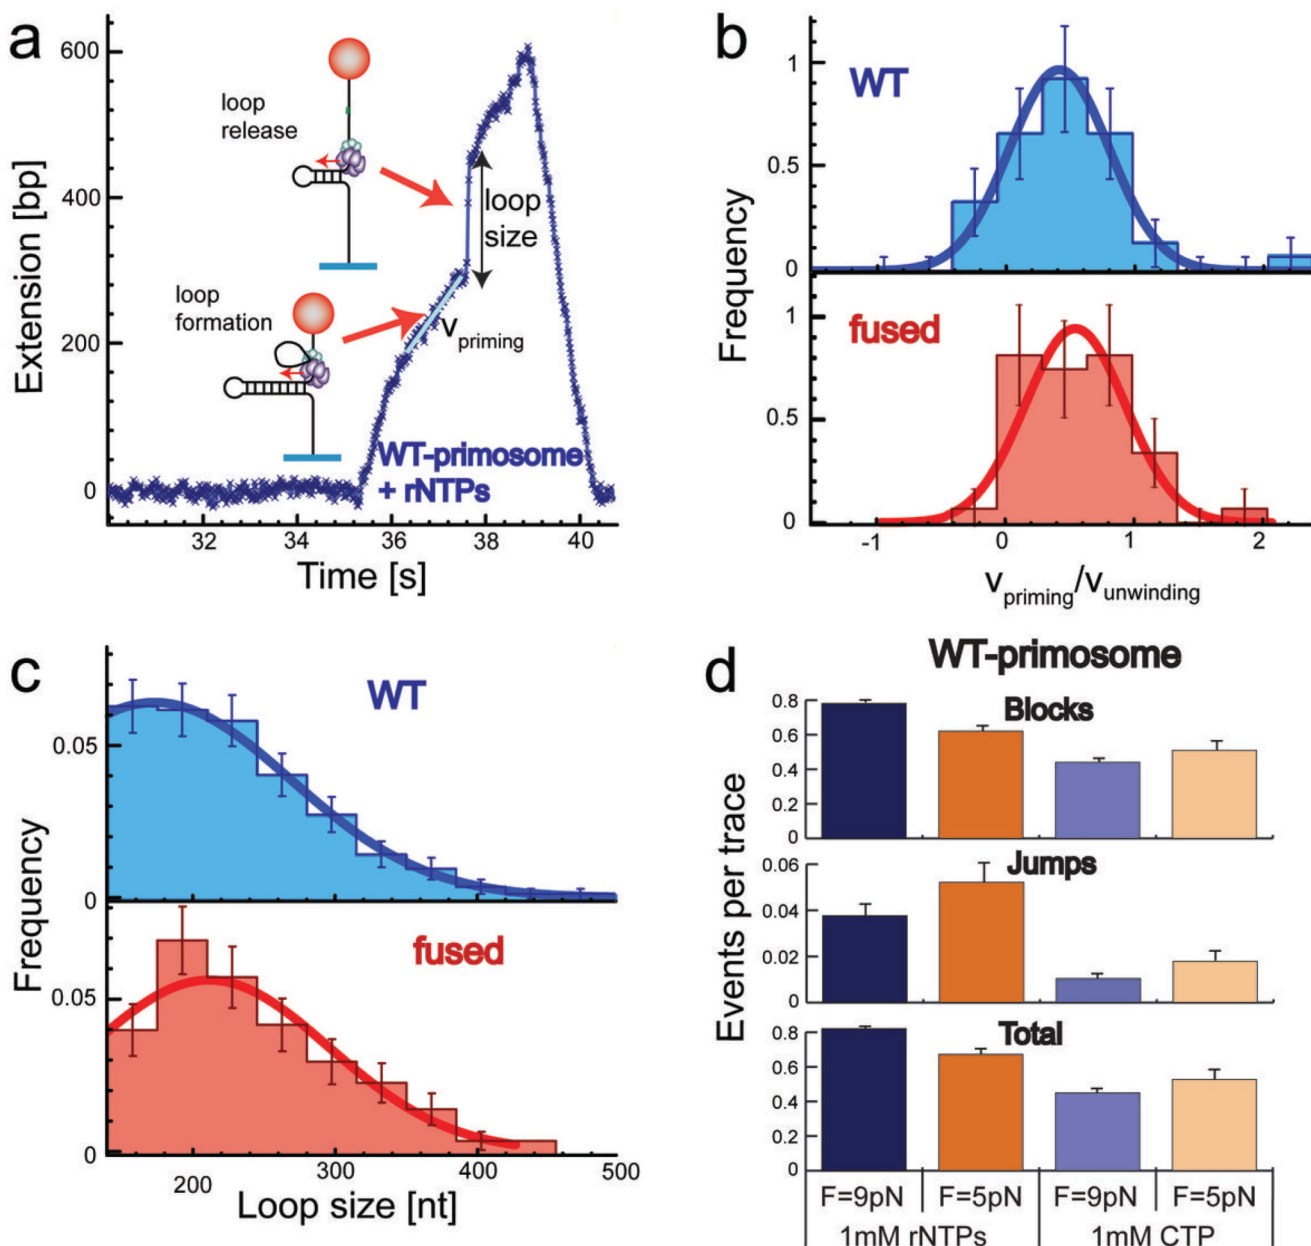 a
600
400
200
0
Extension [bp]
loop
release
loop
formation
loop
size
v priming
WT-primosome
+ rNTPs
32
34
36
38
40
Time [s]
b
WT
1
0.5
0
fused
1
0.5
0
Frequency
-1
0
1
2
v priming/v unwinding
c
WT
0.05
0
fused
0.05
0
Frequency
200
300
400
500
Loop size [nt]
d
WT-primosome
Blocks
0.8
0.6
0.4
0.2
0
Jumps
0.06
0.04
0.02
0
Total
0.8
0.6
0.4
0.2
0
Events per trace
F=9pN F=5pN F=9pN F=5pN
1mM rNTPs 1mM CTP